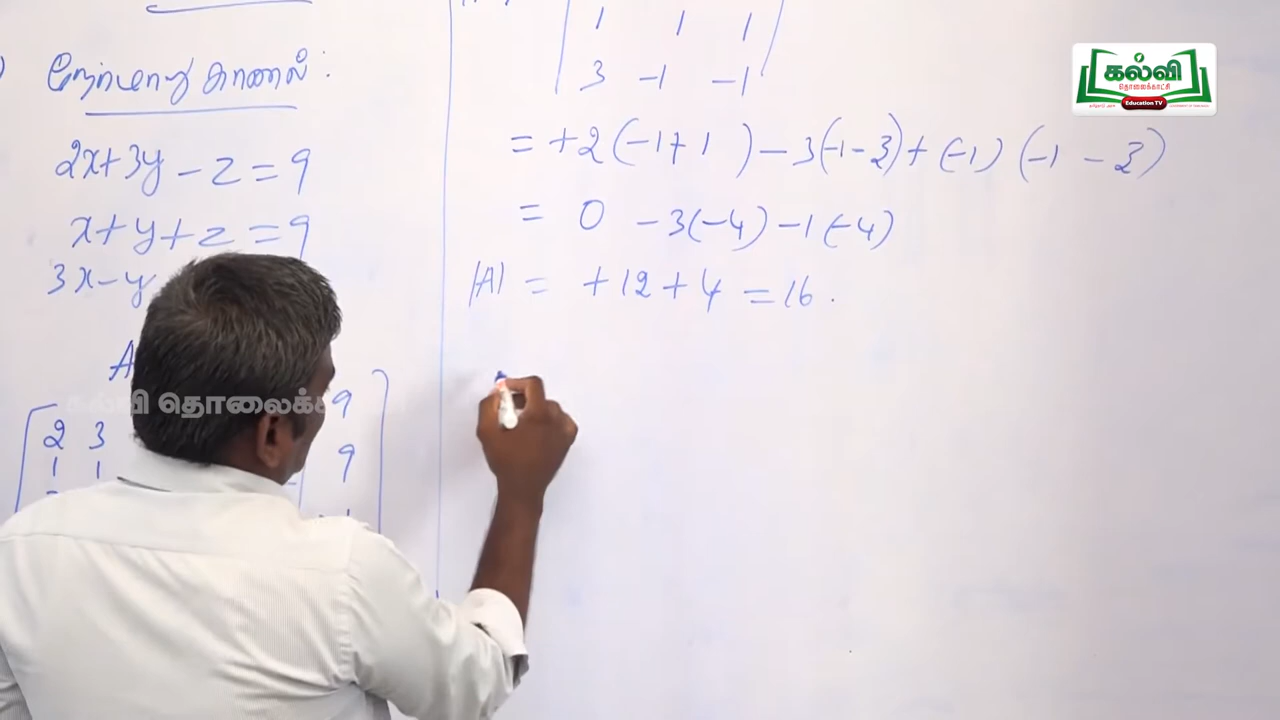 நேர்மாறு காணல் :
2x+3y-z=9
x+y+z=9
3x-y
A
9
2 3
9
1 1
1 1 1
3 -1 -1
= +2(-1+1) -3(-1-3)+(-1)(-1-3)
= 0 -3(-4) -1(-4)
|A| = +12+4 =16.
கல்வி
தொலைக்காட்சி
Education TV
கல்வி தொலைக்க